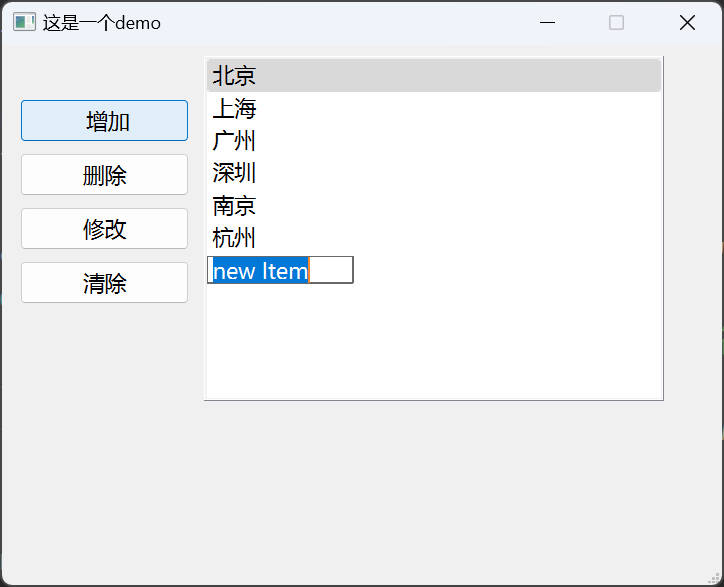 这是一个demo
增加
删除
修改
清除
北京
上海
广州
深圳
南京
杭州
new Item